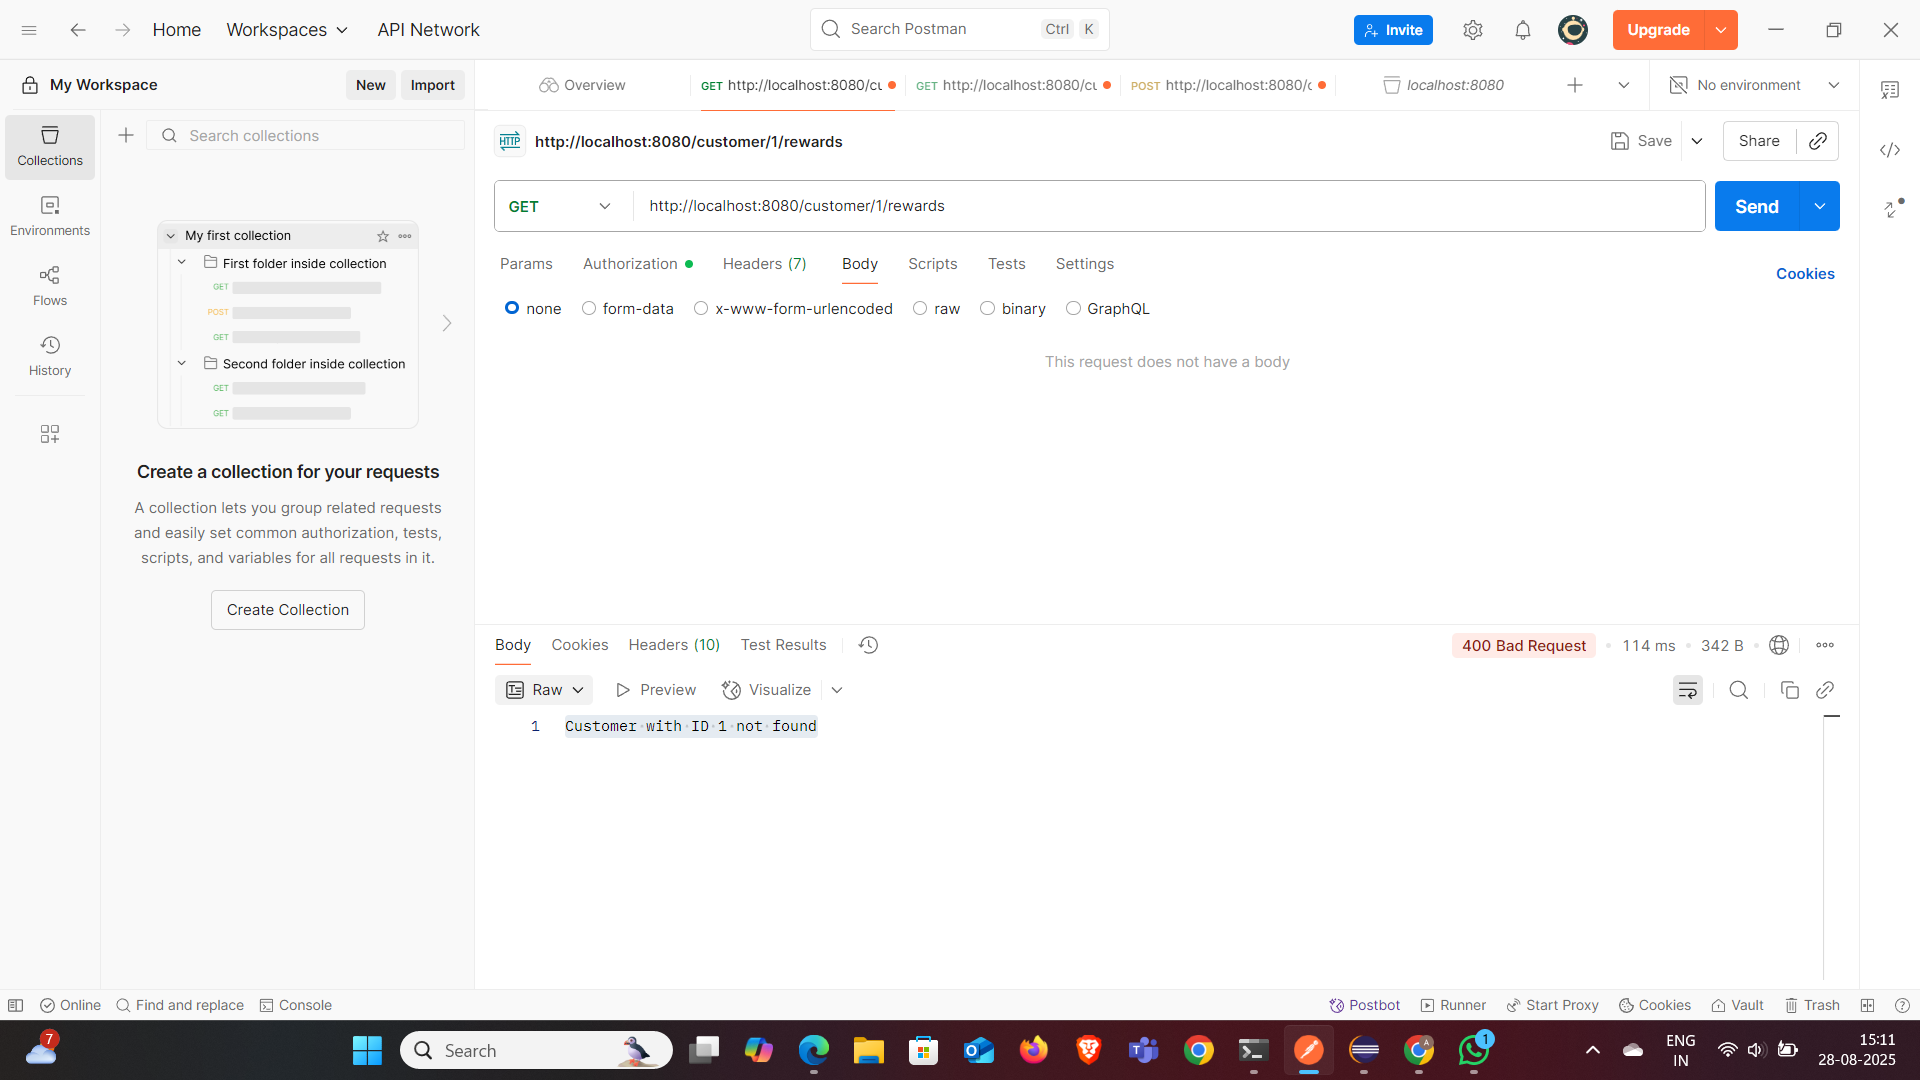 Home
Workspaces
API Network
Search Postman
Ctrl
K
Invite
Upgrade
My Workspace
New
Import
Overview
GET http://localhost:8080/cu
GET http://localhost:8080/cu
POST http://localhost:8080/c
localhost:8080
No environment
Collections
Environments
Flows
History
Search collections
My first collection
First folder inside collection
GET
POST
GET
Second folder inside collection
GET
GET
Create a collection for your requests
A collection lets you group related requests
and easily set common authorization, tests,
scripts, and variables for all requests in it.
Create Collection
HTTP
http://localhost:8080/customer/1/rewards
Save
Share
GET
http://localhost:8080/customer/1/rewards
Send
Params
Authorization
Headers (7)
Body
Scripts
Tests
Settings
Cookies
none
form-data
x-www-form-urlencoded
raw
binary
GraphQL
This request does not have a body
Body
Cookies
Headers (10)
Test Results
400 Bad Request
114 ms
342 B
Raw
Preview
Visualize
1 Customer with ID 1 not found
Online
Find and replace
Console
Postbot
Runner
Start Proxy
Cookies
Vault
Trash
7
Search
1
ENG
IN
15:11
28-08-2025